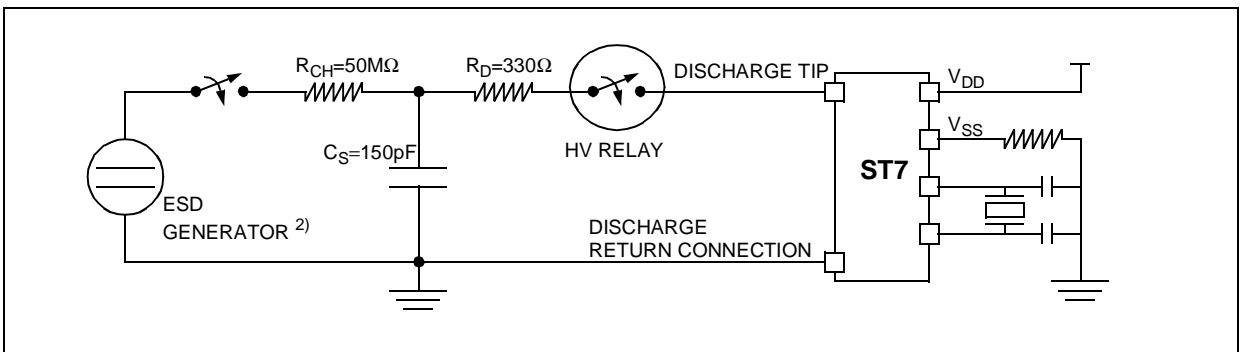 R_CH=50MΩ
R_D=330Ω
DISCHARGE TIP
V_DD
V_SS
C_S=150pF
HV RELAY
ST7
ESD
GENERATOR 2)
DISCHARGE
RETURN CONNECTION